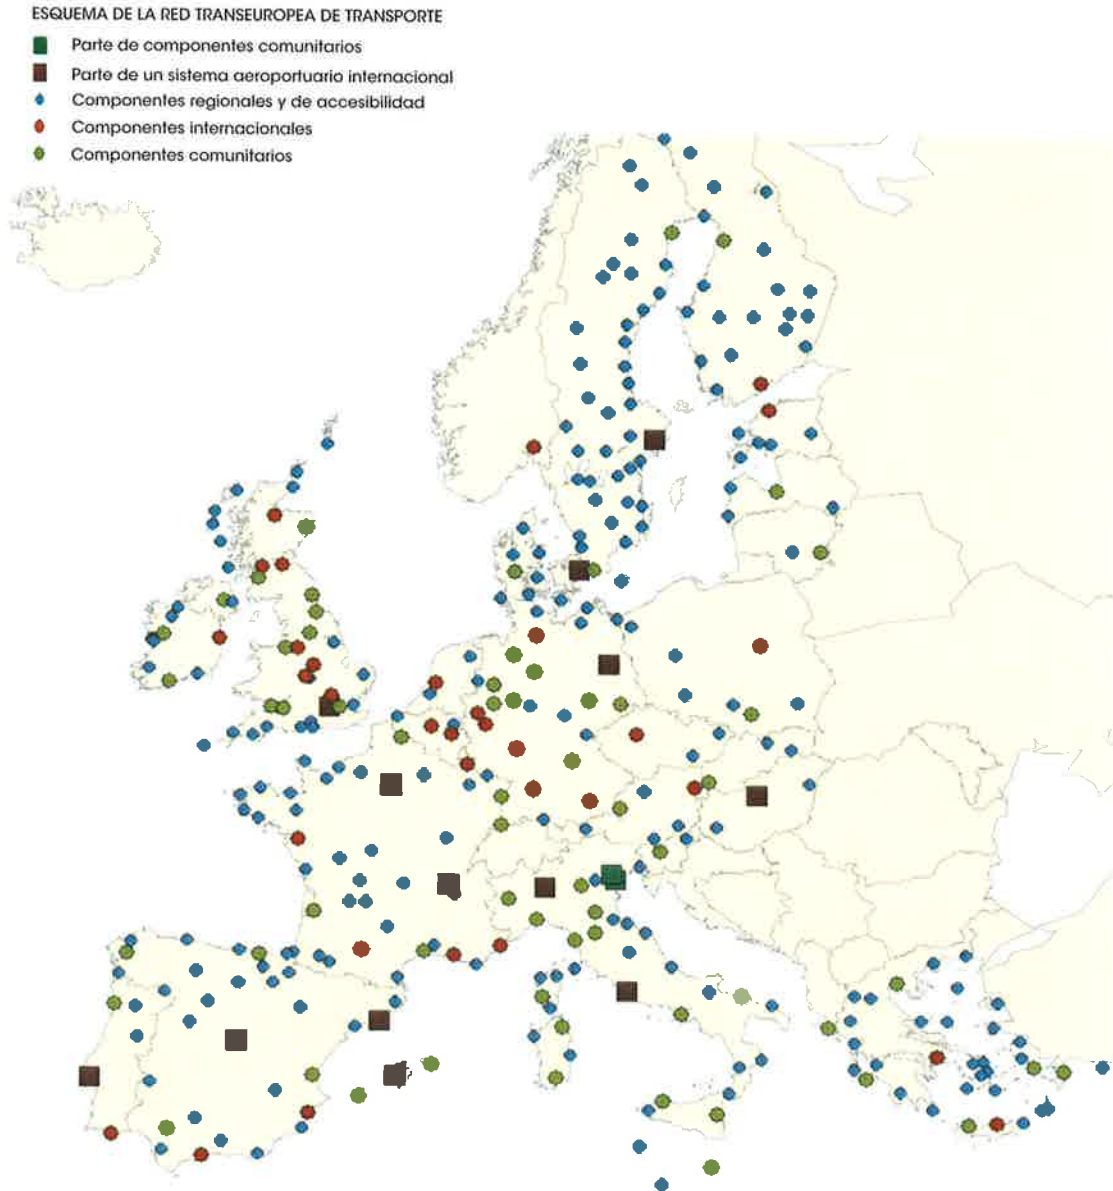 ESQUEMA DE LA RED TRANSEUROPEA DE TRANSPORTE
Parte de componentes comunitarios
Parte de un sistema aeroportuario internacional
Componentes regionales y de accesibilidad
Componentes internacionales
Componentes comunitarios